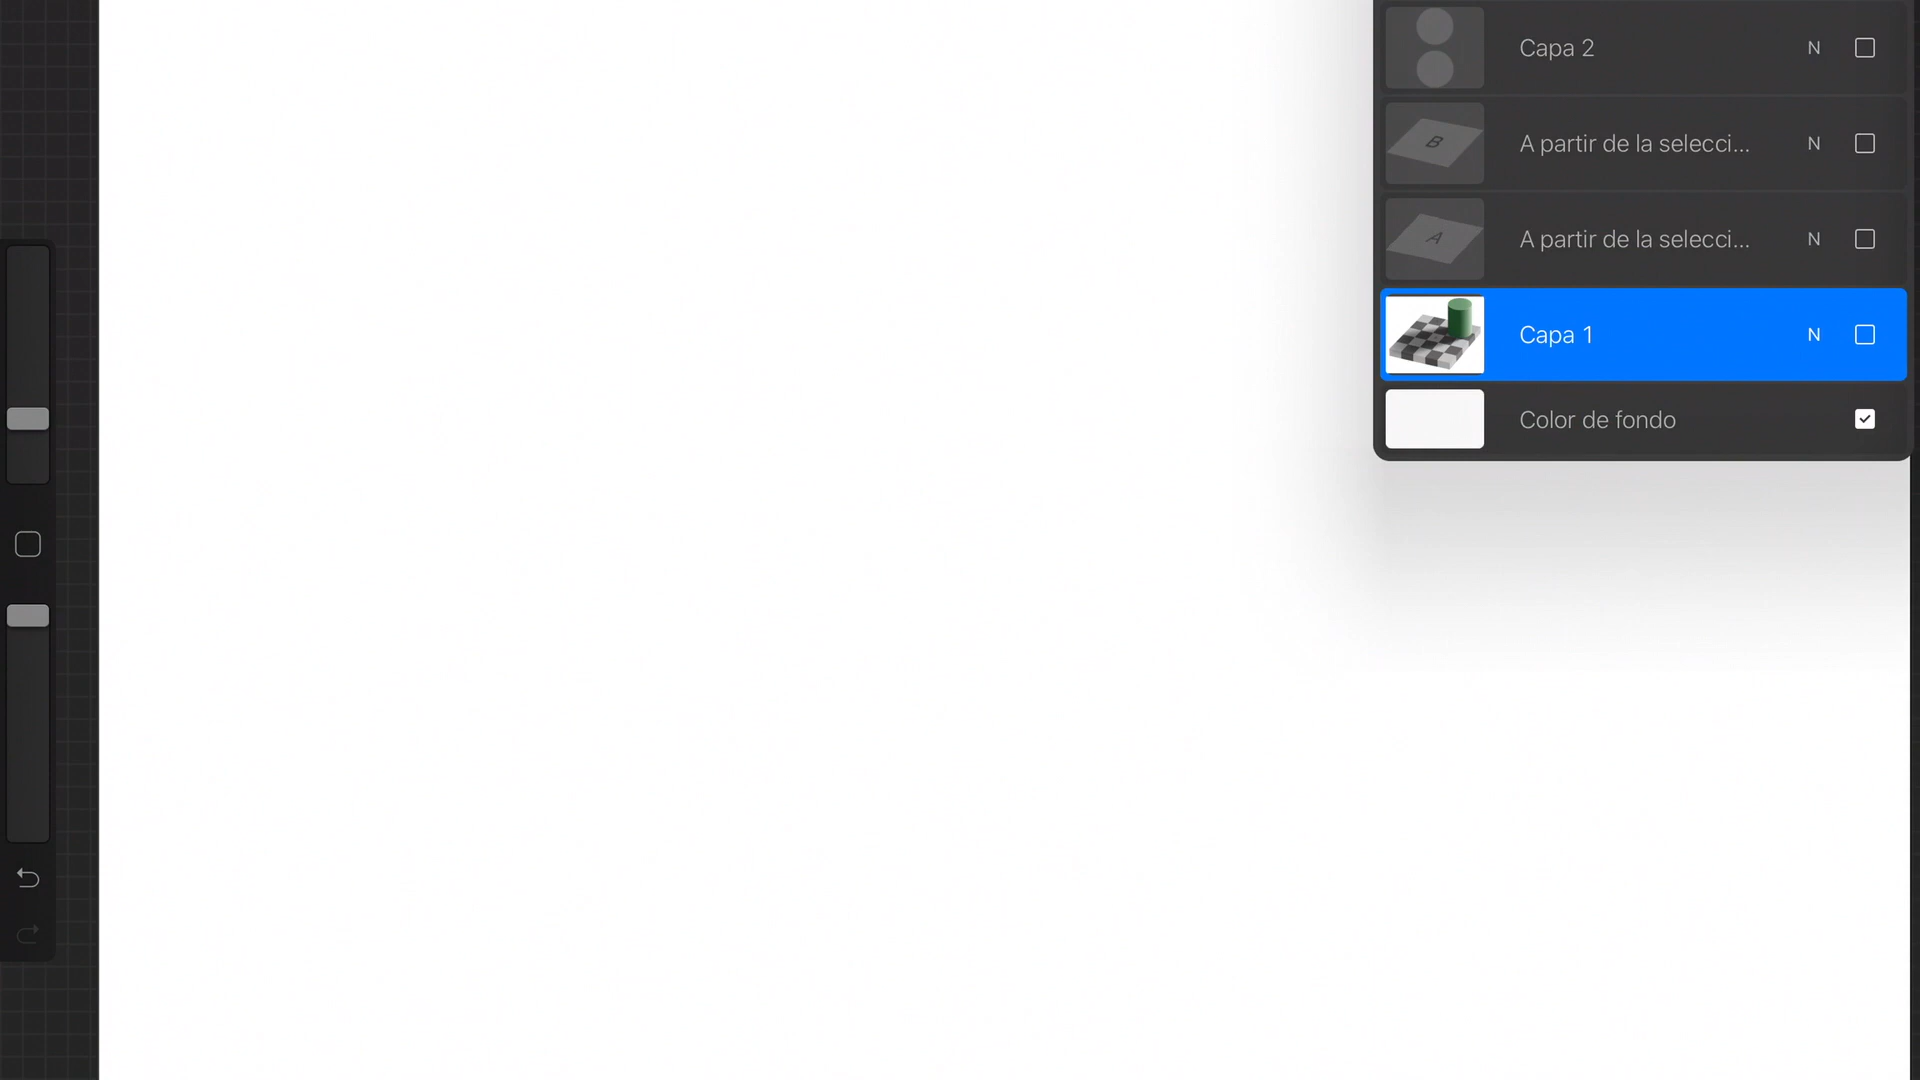 Capa 2 N
B
A partir de la selecci... N
A
A partir de la selecci... N
Capa 1 N
Color de fondo